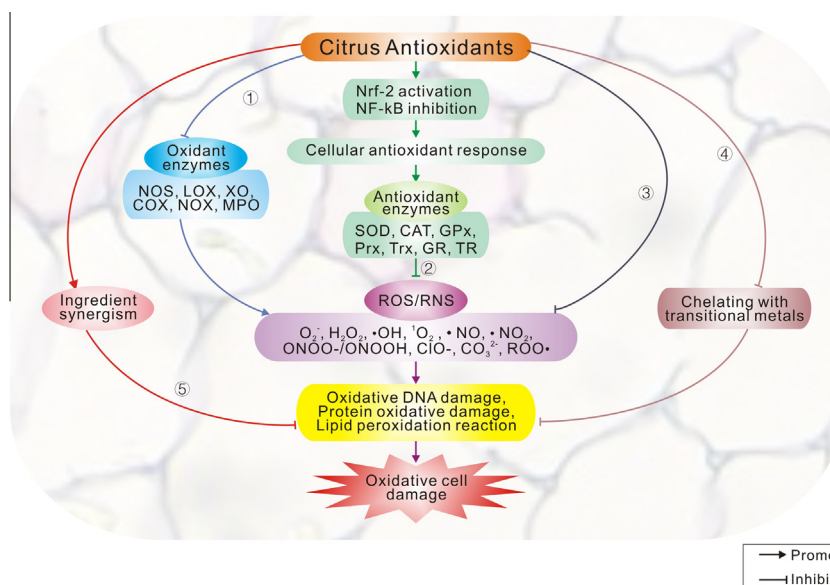 Citrus Antioxidants
①
Nrf-2 activation
NF-kB inhibition
Oxidant
enzymes
Cellular antioxidant response
④
NOS, LOX, XO,
COX, NOX, MPO
Antioxidant
enzymes
③
SOD, CAT, GPx,
Prx, Trx, GR, TR
②
Ingredient
synergism
ROS/RNS
Chelating with
transitional metals
O₂⁻, H₂O₂, •OH, ¹O₂, • NO, • NO₂,
ONOO-/ONOOH, ClO-, CO₃²⁻, ROO•
⑤
Oxidative DNA damage,
Protein oxidative damage,
Lipid peroxidation reaction
Oxidative cell
damage